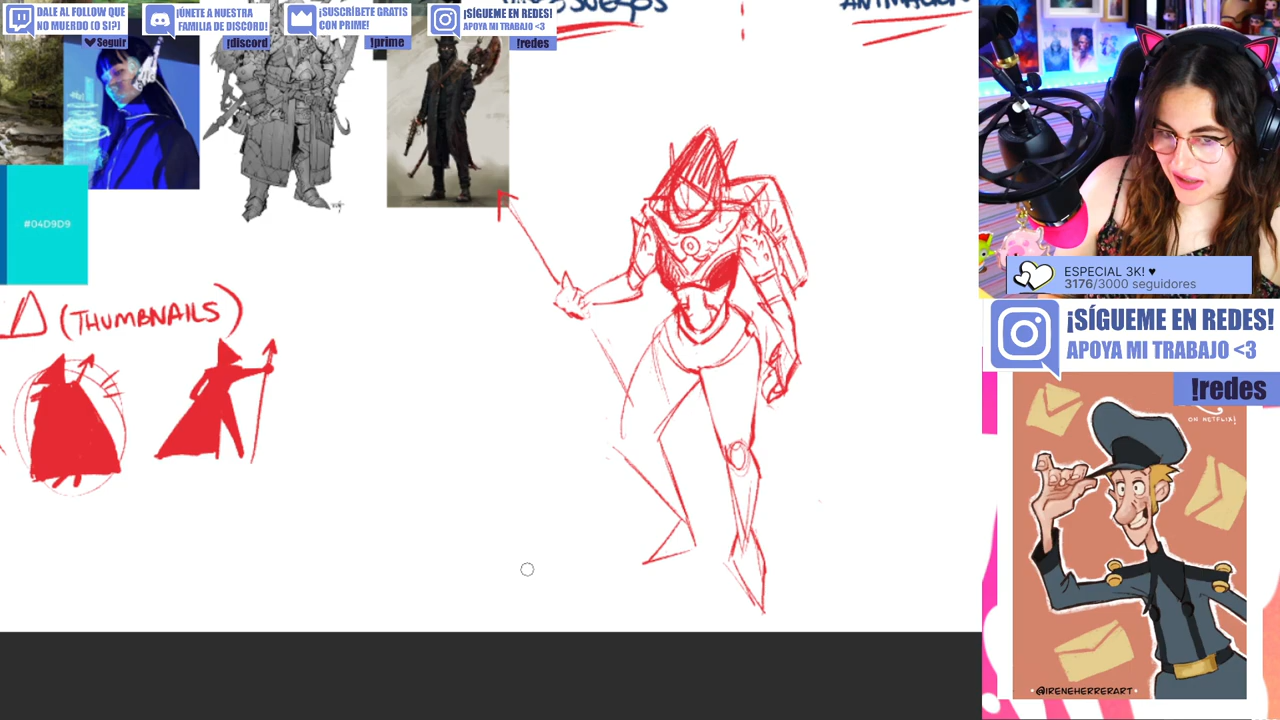 DALE AL FOLLOW QUE
NO MUERDO (O SI?)
Seguir
¡ÚNETE A NUESTRA
FAMILIA DE DISCORD!
!discord
¡SUSCRÍBETE GRATIS
CON PRIME!
!prime
¡SÍGUEME EN REDES!
APOYA MI TRABAJO <3
!redes
#04D9D9
(THUMBNAILS)
ESPECIAL 3K! ♥
3176/3000 seguidores
¡SÍGUEME EN REDES!
APOYA MI TRABAJO <3
!redes
ON NETFLIX!
@IRENEHERRERART